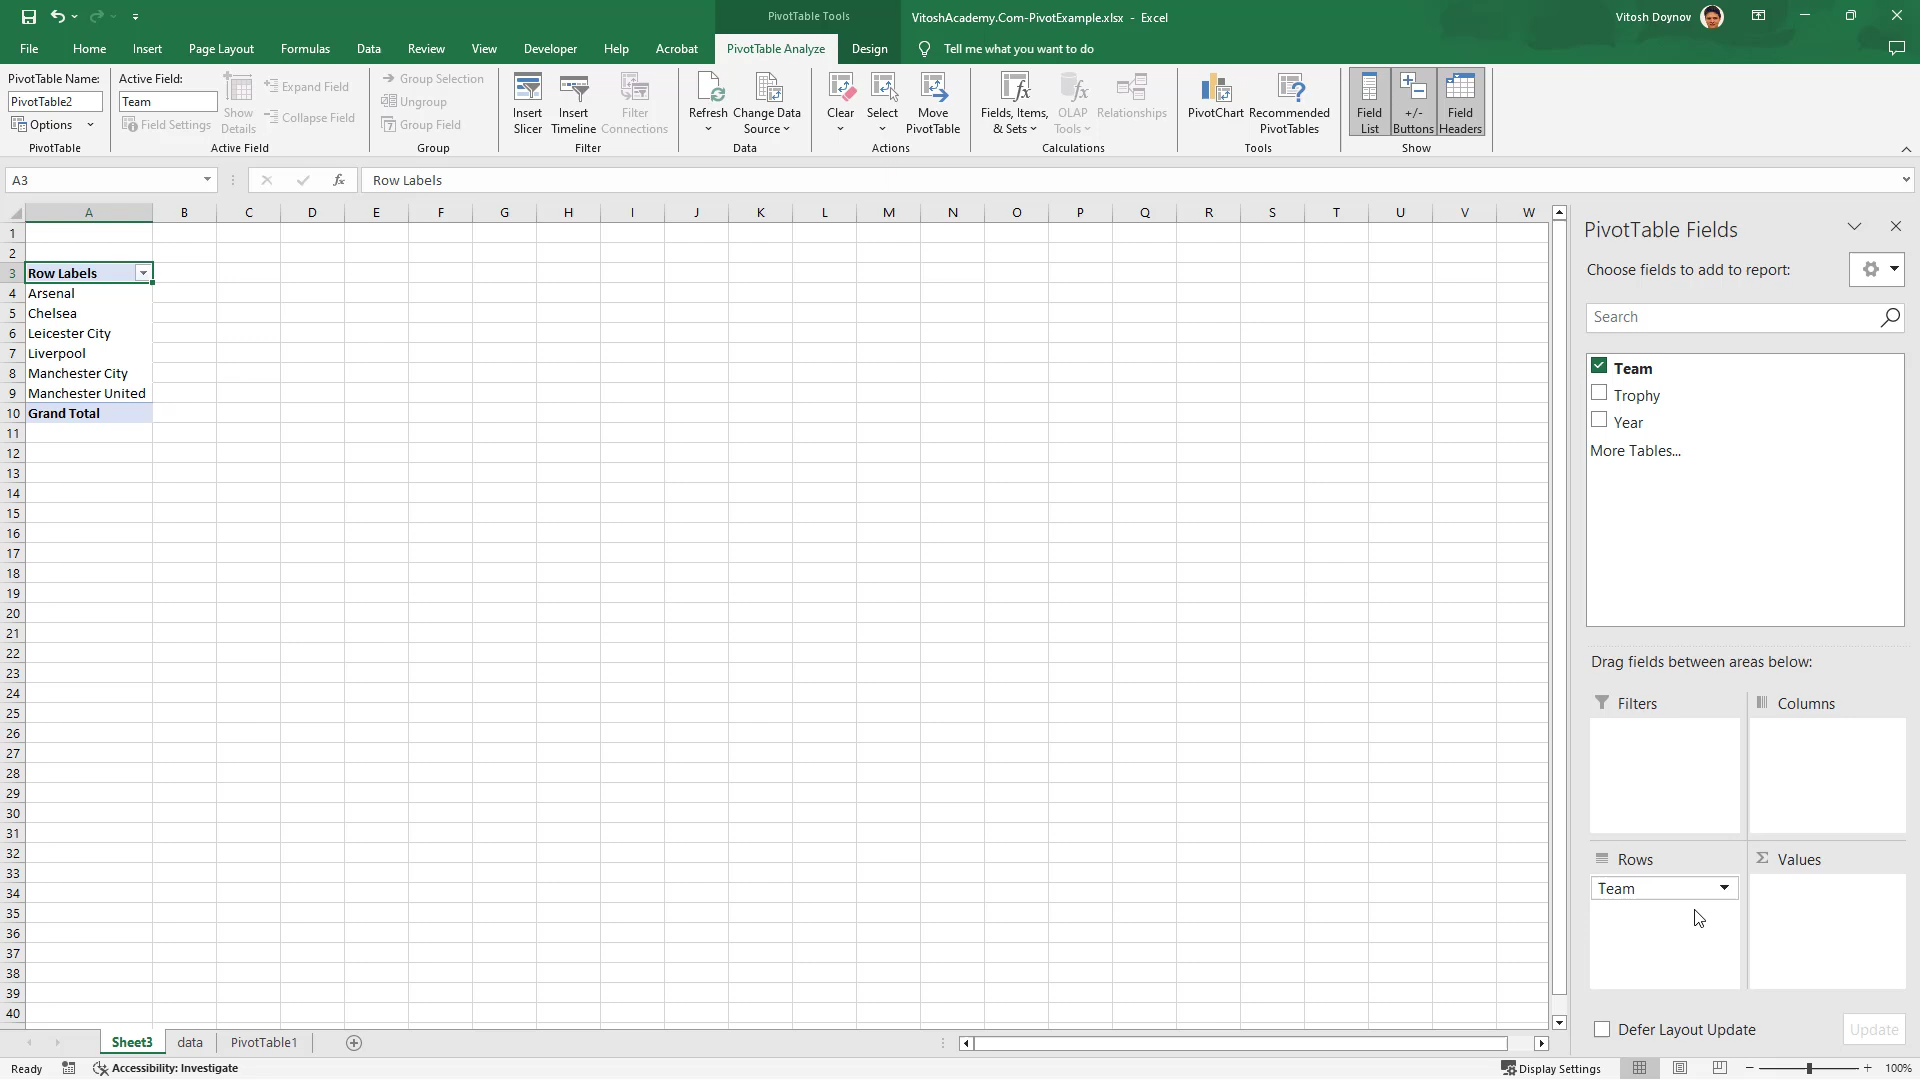 PivotTable Tools
VitoshAcademy.Com-PivotExample.xlsx - Excel
Vitosh Doynov
File Home Insert Page Layout Formulas Data Review View Developer Help Acrobat PivotTable Analyze Design Tell me what you want to do
PivotTable Name:
PivotTable2
Options
PivotTable
Active Field:
Team
Field Settings
Show Details
Expand Field
Collapse Field
Active Field
Group Selection
Ungroup
Group Field
Group
Insert Slicer
Insert Timeline
Filter Connections
Filter
Refresh
Change Data Source
Data
Clear
Select
Move PivotTable
Actions
Fields, Items, & Sets
OLAP Tools
Relationships
Calculations
PivotChart
Recommended PivotTables
Tools
Field List
+/- Buttons
Field Headers
Show
A3
fx
Row Labels
A B C D E F G H I J K L M N O P Q R S T U V W
1
2
3 Row Labels
4 Arsenal
5 Chelsea
6 Leicester City
7 Liverpool
8 Manchester City
9 Manchester United
10 Grand Total
11
12
13
14
15
16
17
18
19
20
21
22
23
24
25
26
27
28
29
30
31
32
33
34
35
36
37
38
39
40
PivotTable Fields
Choose fields to add to report:
Search
Team
Trophy
Year
More Tables...
Drag fields between areas below:
Filters
Columns
Rows
Σ Values
Team
Defer Layout Update
Update
Sheet3 data PivotTable1
Ready
Accessibility: Investigate
Display Settings
100%